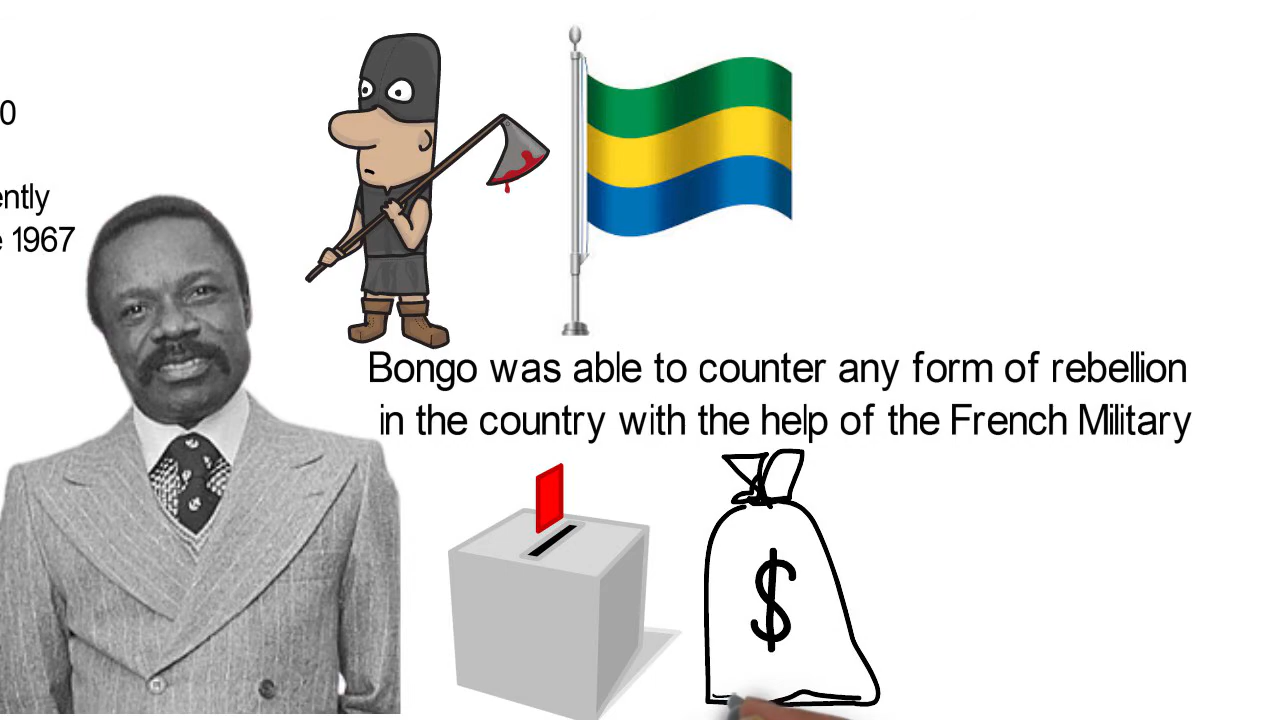 0
ently
1967
Bongo was able to counter any form of rebellion
in the country with the help of the French Military
$